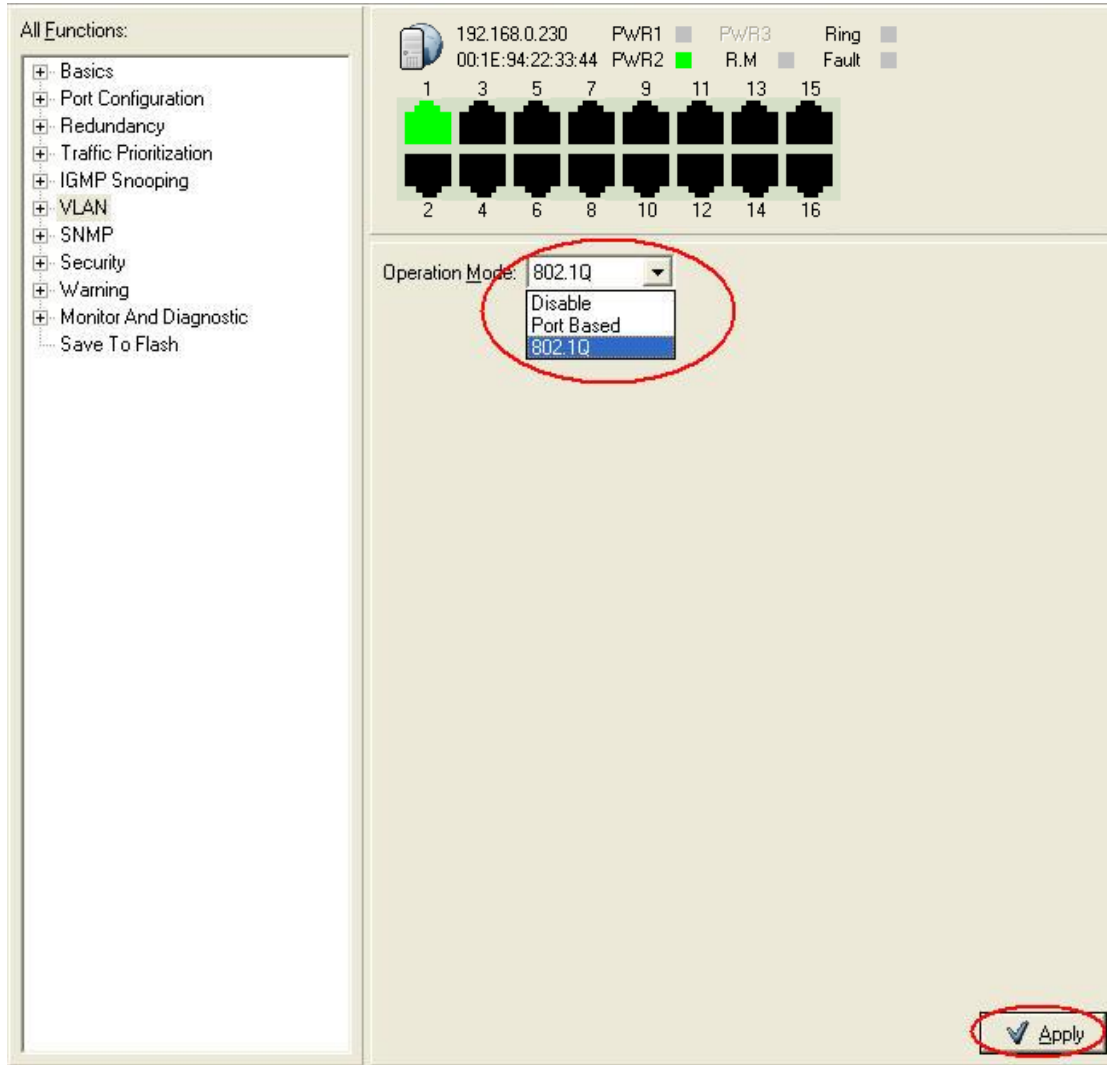 All Functions:
Basics
Port Configuration
Redundancy
Traffic Prioritization
IGMP Snooping
VLAN
SNMP
Security
Warning
Monitor And Diagnostic
Save To Flash
192.168.0.230 PWR1 PWR3 Ring
00:1E:94:22:33:44 PWR2 R.M Fault
1 3 5 7 9 11 13 15
2 4 6 8 10 12 14 16
Operation Mode: 802.1Q
Disable
Port Based
802.1Q
Apply